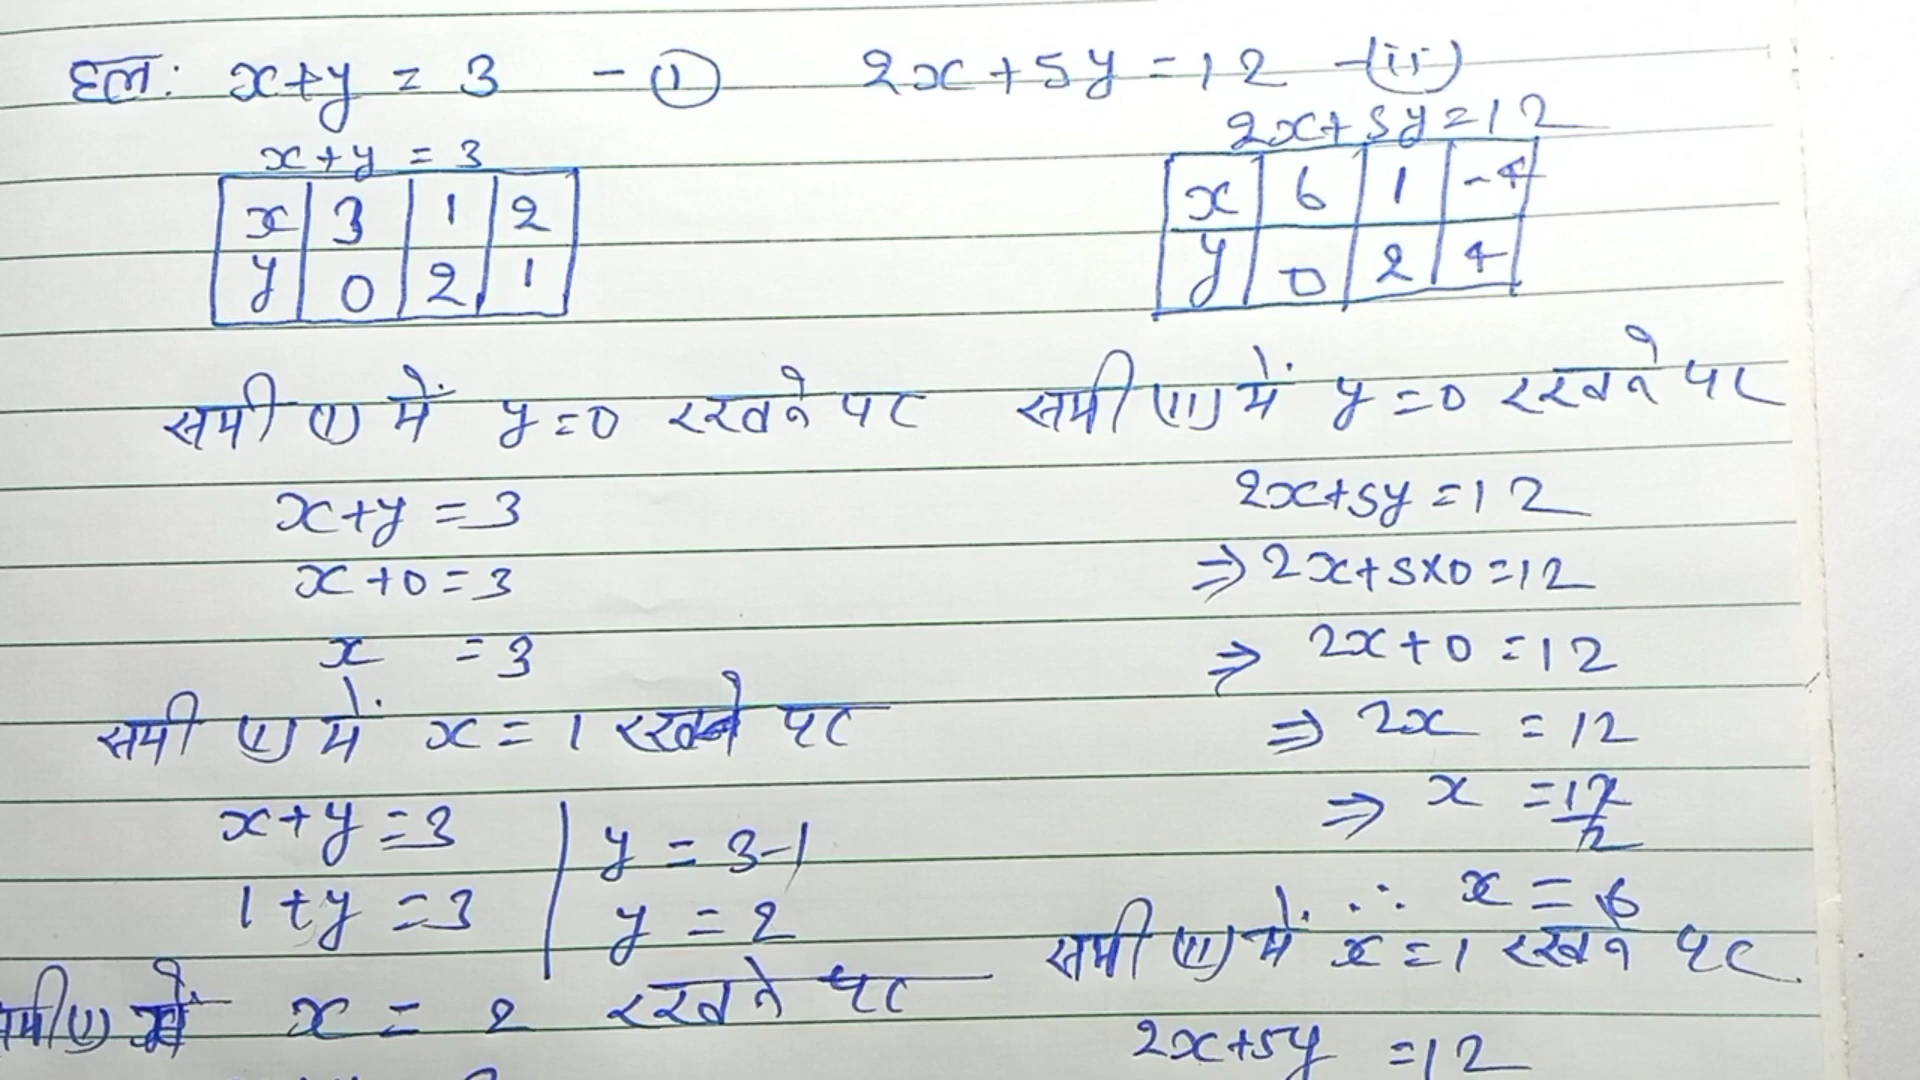 हल: x+y = 3 - (1) 2x+5y = 12 -(ii)
x+y = 3
x 3 1 2
y 0 2 1
2x+5y=12
x 6 1 -4
y 0 2 4
समी (i) में y=0 रखने पर
x+y = 3
x+0=3
x = 3
समी (i) में x = 1 रखने पर
x+y=3
1+y=3
y = 3-1
y = 2
समी (i) में x = 2 रखने पर
समी (ii) में y=0 रखने पर
2x+5y=12
⇒ 2x+5x0=12
⇒ 2x+0=12
⇒ 2x = 12
⇒ x = 12/2
∴ x = 6
समी (ii) में x=1 रखने पर
2x+5y =12